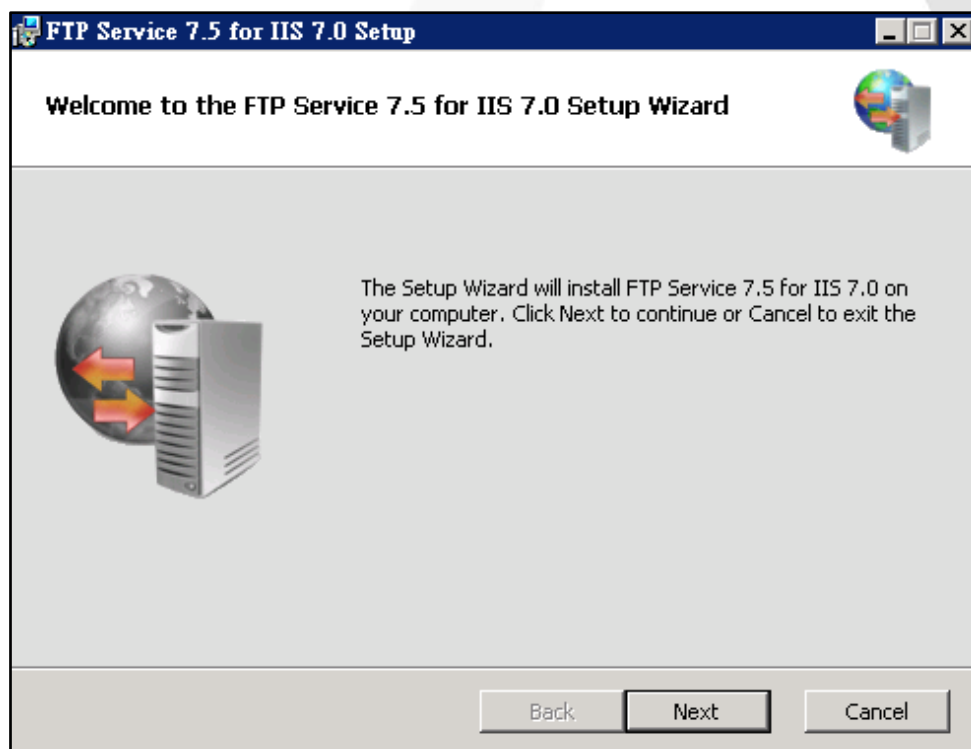 FTP Service 7.5 for IIS 7.0 Setup
Welcome to the FTP Service 7.5 for IIS 7.0 Setup Wizard
The Setup Wizard will install FTP Service 7.5 for IIS 7.0 on
your computer. Click Next to continue or Cancel to exit the
Setup Wizard.
Back Next Cancel